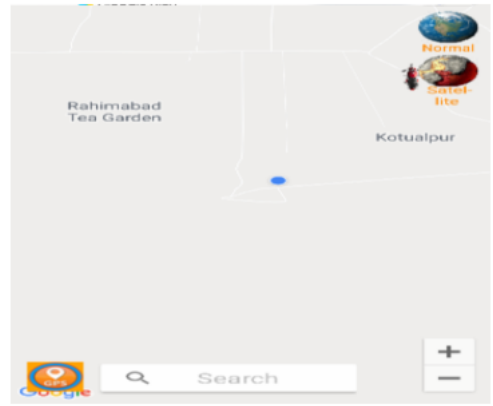 Normal
Satel-
lite
Rahimabad
Tea Garden
Kotualpur
GPS
Google
Search